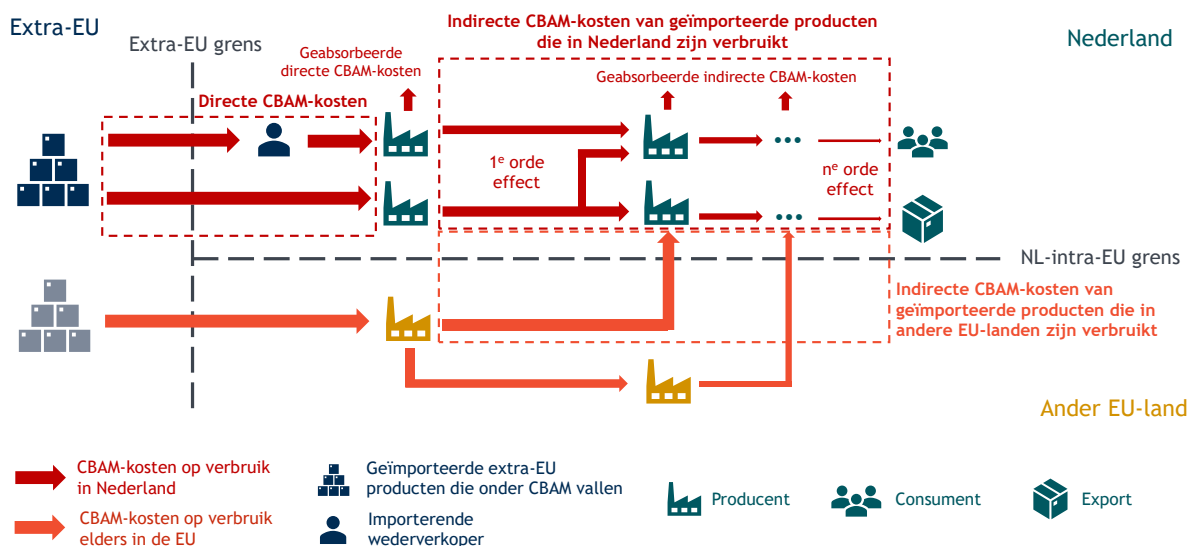 Extra-EU
Extra-EU grens
Indirecte CBAM-kosten van geïmporteerde producten
die in Nederland zijn verbruikt
Nederland
Geabsorbeerde
directe CBAM-kosten
Geabsorbeerde indirecte CBAM-kosten
Directe CBAM-kosten
1e orde
effect
ne orde
effect
NL-intra-EU grens
Indirecte CBAM-kosten van
geïmporteerde producten die in
andere EU-landen zijn verbruikt
Ander EU-land
CBAM-kosten op verbruik
in Nederland
Geïmporteerde extra-EU
producten die onder CBAM vallen
Producent
Consument
Export
CBAM-kosten op verbruik
elders in de EU
Importerende
wederverkoper